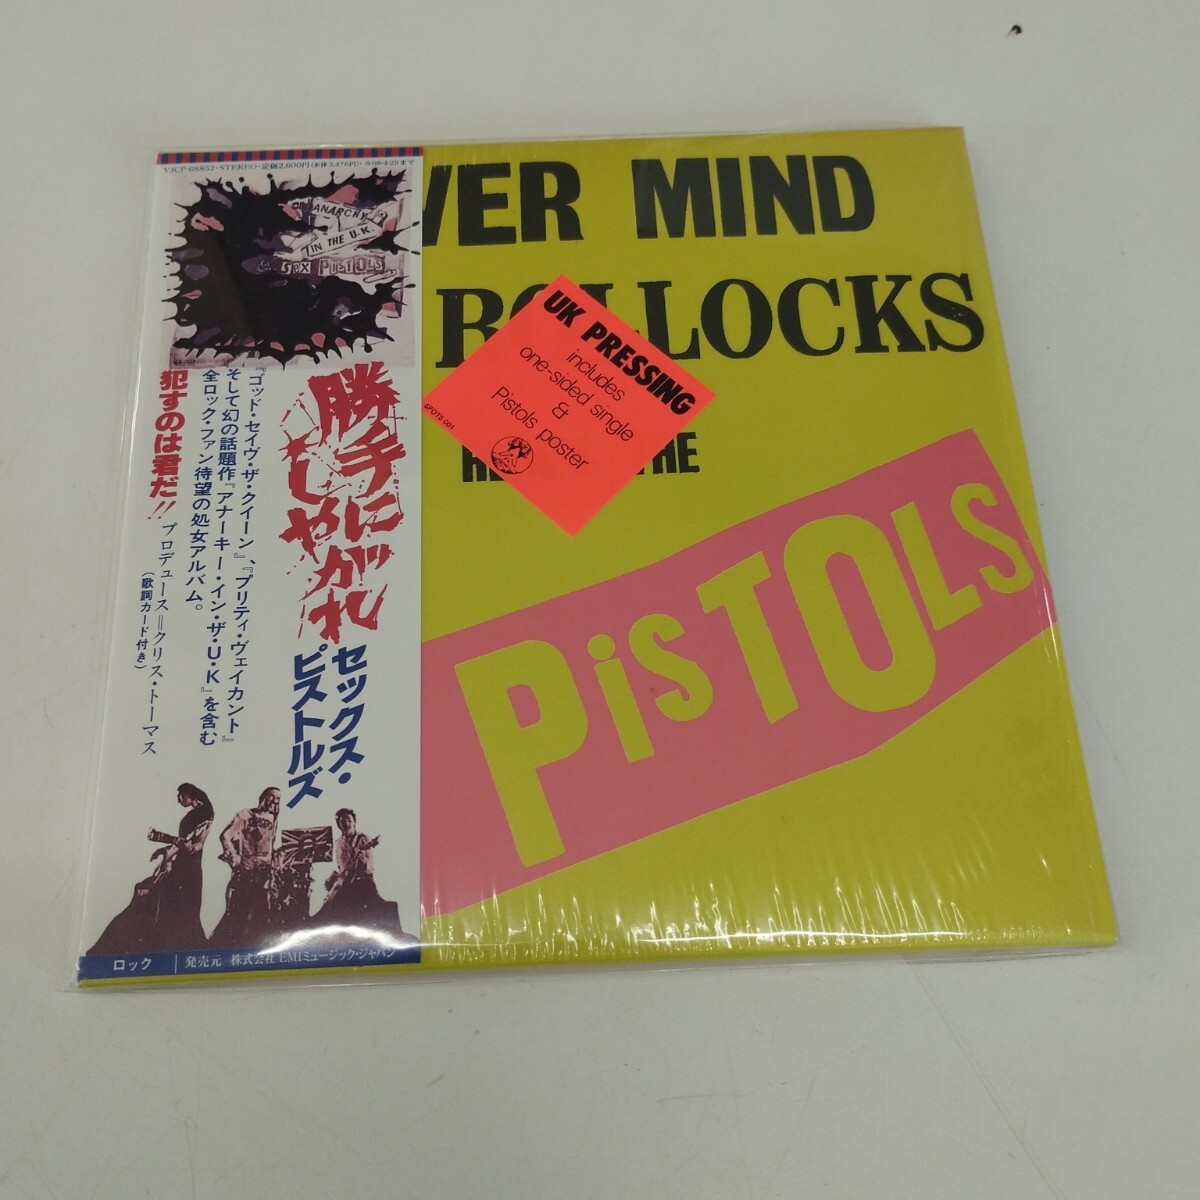 VJCP-68852・STEREO・定価2,600円(本体2,476円)・㋹08・4・29まで
ANARCHY
IN THE U.K.
SEX PISTOLS
勝手にしやがれ
セックス・
ピストルズ
『ゴッド・セイヴ・ザ・クイーン』、『プリティ・ヴェイカント』
そして幻の話題作『アナーキー・イン・ザ・U・K』を含む
全ロック・ファン待望の処女アルバム。
犯すのは君だ!!
プロデュース=クリス・トーマス
(歌詞カード付き)
ロック
発売元 株式会社 EMIミュージック・ジャパン
VER MIND
BOLLOCKS
THE
PiSTOLS
UK PRESSING
includes
one-sided single
&
Pistols poster
SPOTS 001